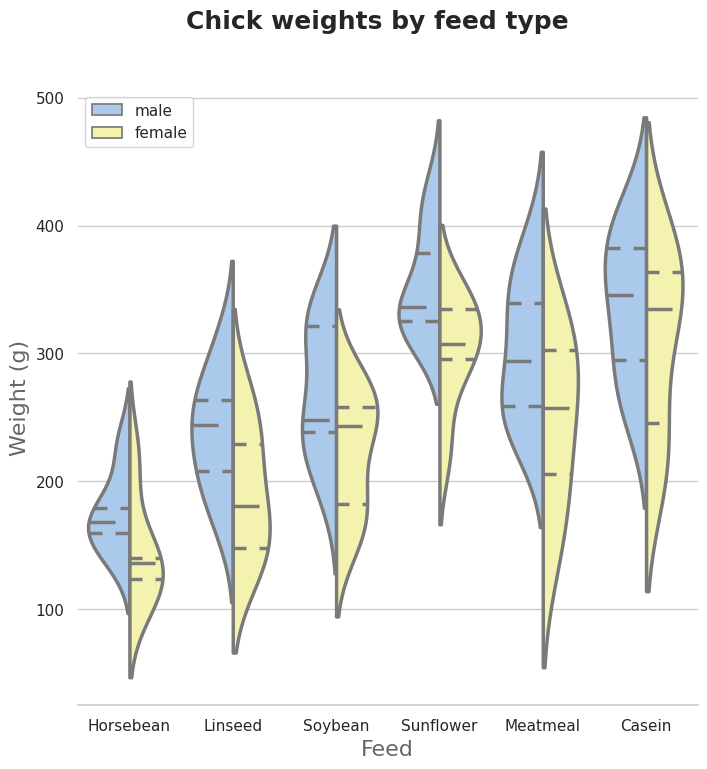 Chick weights by feed type
male
female
500
400
300
200
100
Weight (g)
Horsebean Linseed Soybean Sunflower Meatmeal Casein
Feed